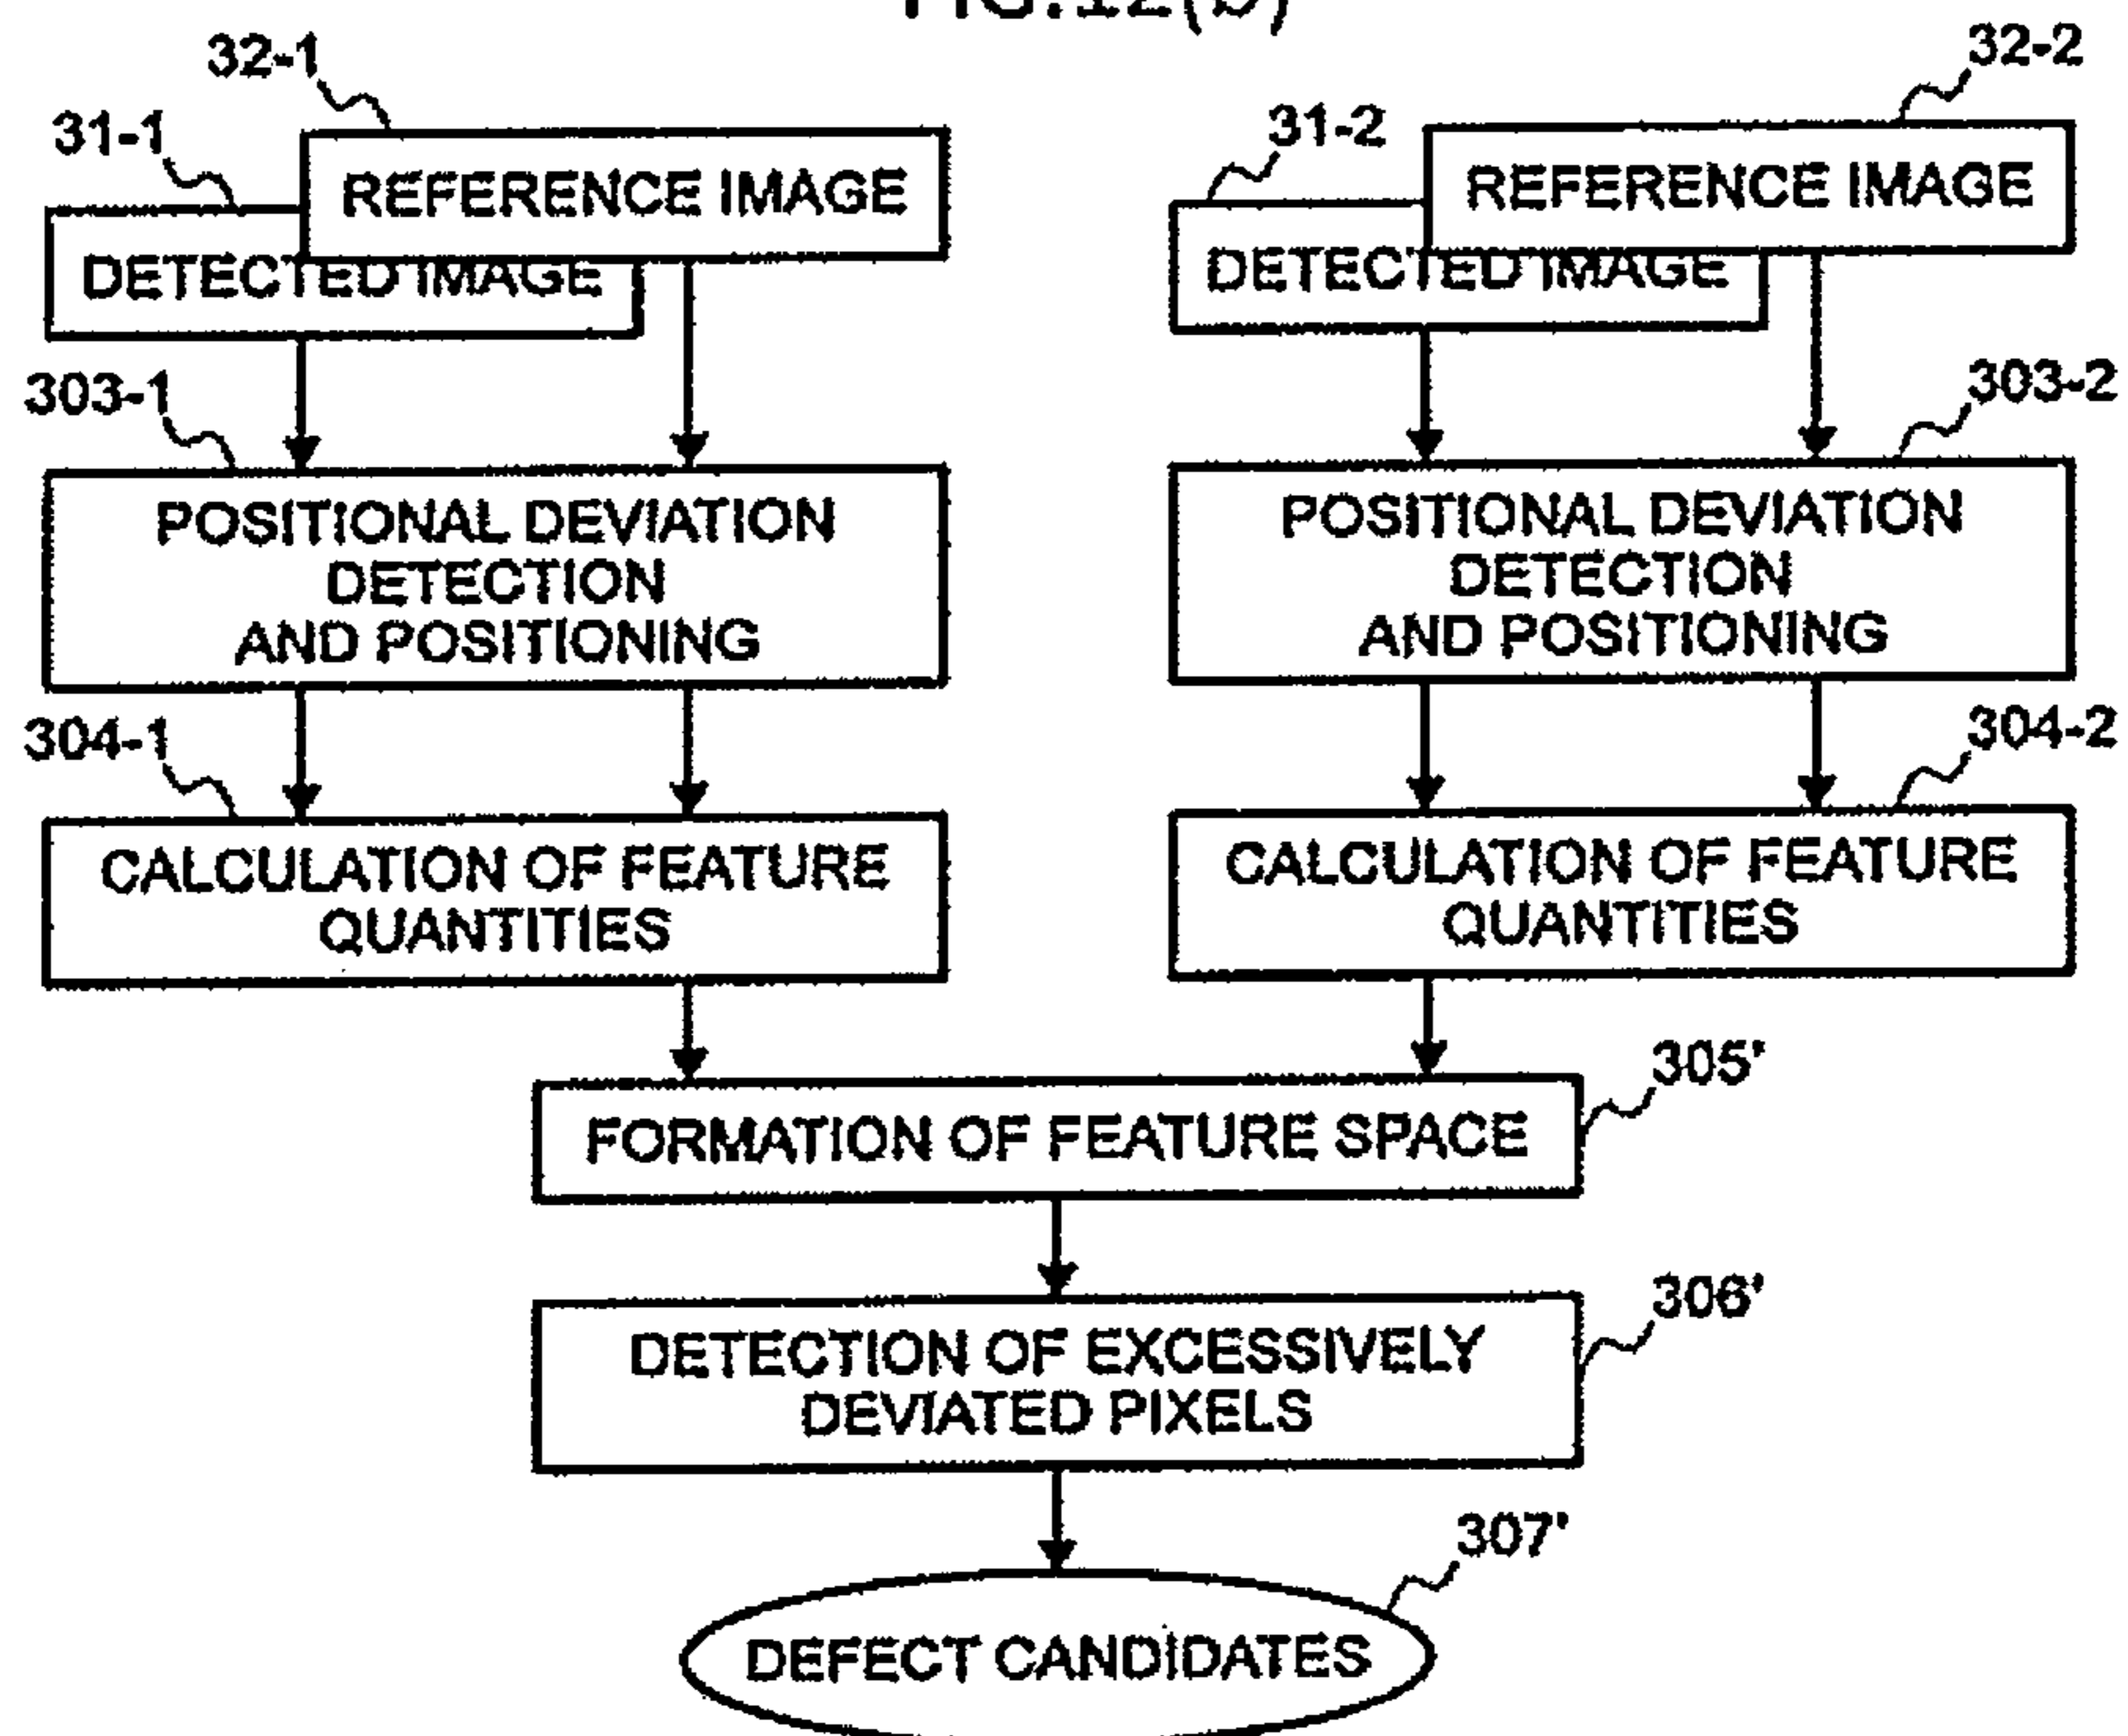 FIG.12(b)
32-1
32-2
31-1
31-2
REFERENCE IMAGE
REFERENCE IMAGE
DETECTED IMAGE
DETECTED IMAGE
303-1
303-2
POSITIONAL DEVIATION
DETECTION
AND POSITIONING
POSITIONAL DEVIATION
DETECTION
AND POSITIONING
304-1
304-2
CALCULATION OF FEATURE
QUANTITIES
CALCULATION OF FEATURE
QUANTITIES
305'
FORMATION OF FEATURE SPACE
306'
DETECTION OF EXCESSIVELY
DEVIATED PIXELS
307'
DEFECT CANDIDATES